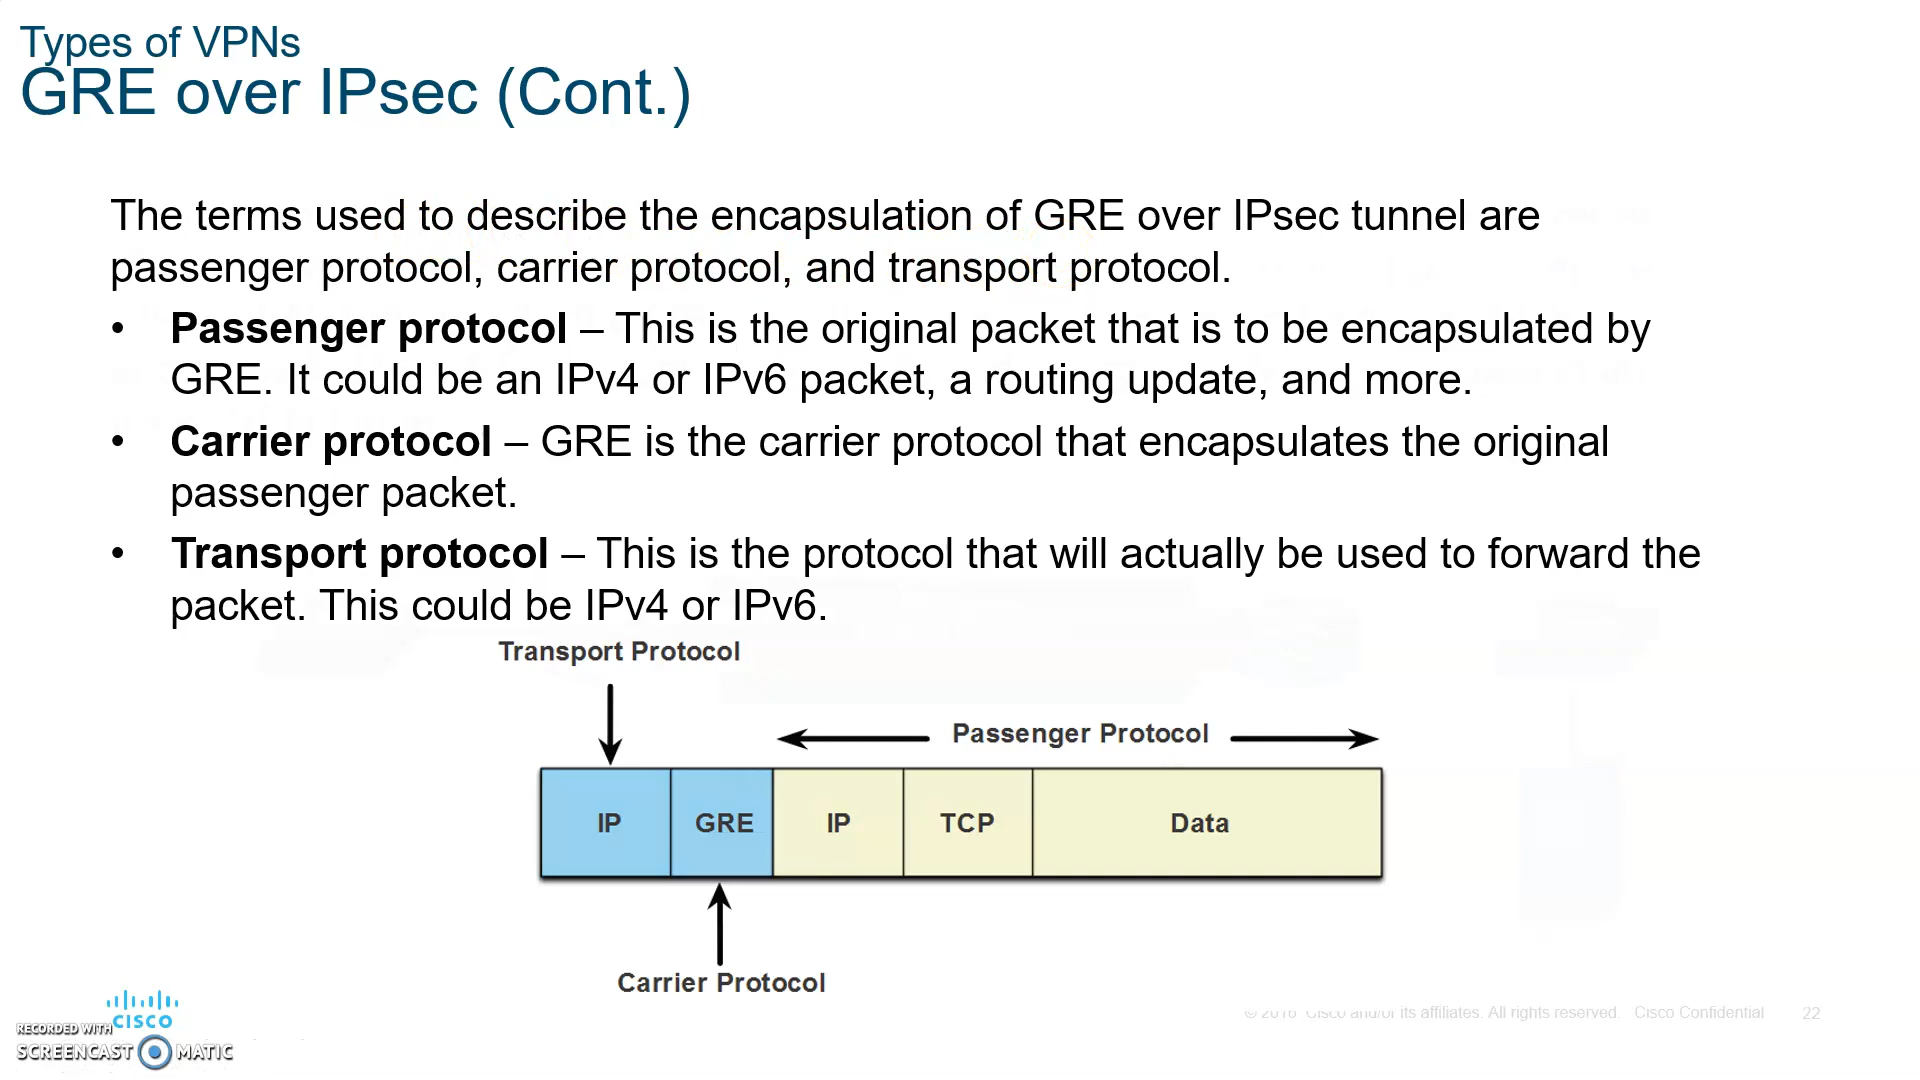 Types of VPNs
GRE over IPsec (Cont.)
The terms used to describe the encapsulation of GRE over IPsec tunnel are
passenger protocol, carrier protocol, and transport protocol.
• Passenger protocol – This is the original packet that is to be encapsulated by
GRE. It could be an IPv4 or IPv6 packet, a routing update, and more.
• Carrier protocol – GRE is the carrier protocol that encapsulates the original
passenger packet.
• Transport protocol – This is the protocol that will actually be used to forward the
packet. This could be IPv4 or IPv6.
Transport Protocol
Passenger Protocol
IP GRE IP TCP Data
Carrier Protocol
CISCO
© 2016 Cisco and/or its affiliates. All rights reserved. Cisco Confidential 22
RECORDED WITH
SCREENCAST MATIC